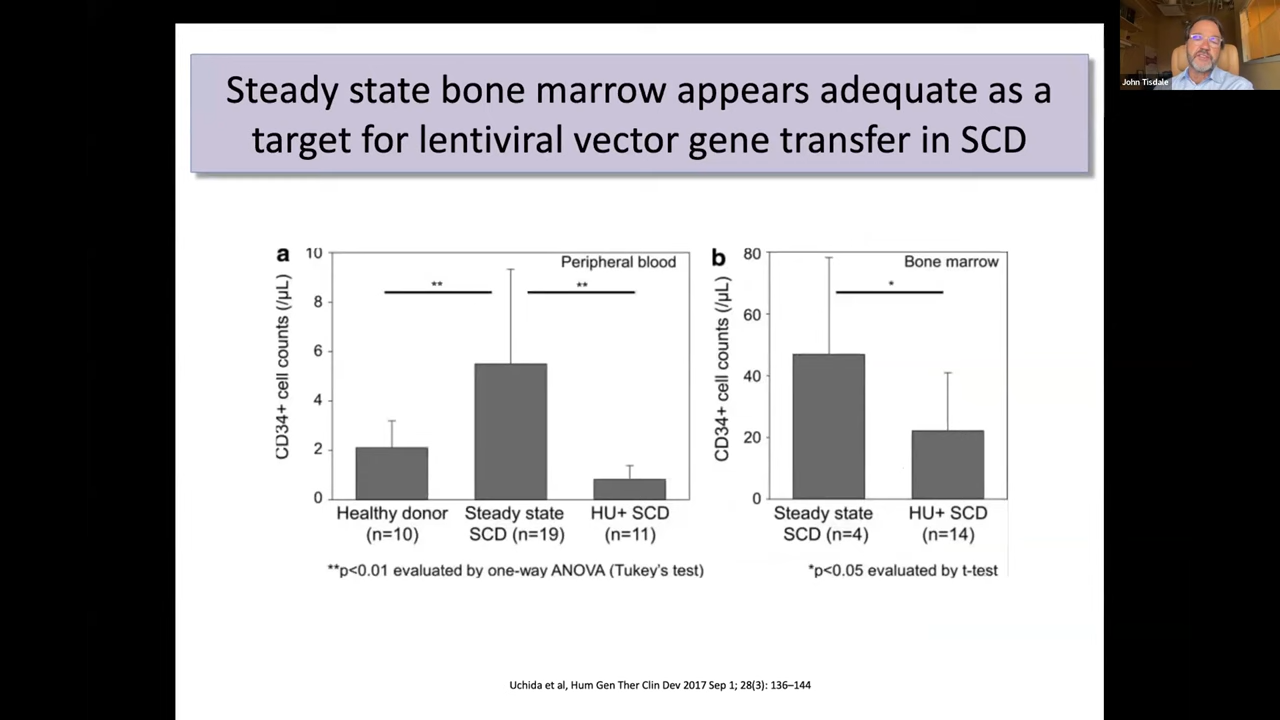 John Tisdale
Steady state bone marrow appears adequate as a
target for lentiviral vector gene transfer in SCD
a
Peripheral blood
CD34+ cell counts (/µL)
10
8
6
4
2
0
**
**
Healthy donor
(n=10)
Steady state
SCD (n=19)
HU+ SCD
(n=11)
**p<0.01 evaluated by one-way ANOVA (Tukey's test)
b
Bone marrow
CD34+ cell counts (/µL)
80
60
40
20
0
*
Steady state
SCD (n=4)
HU+ SCD
(n=14)
*p<0.05 evaluated by t-test
Uchida et al, Hum Gen Ther Clin Dev 2017 Sep 1; 28(3): 136–144